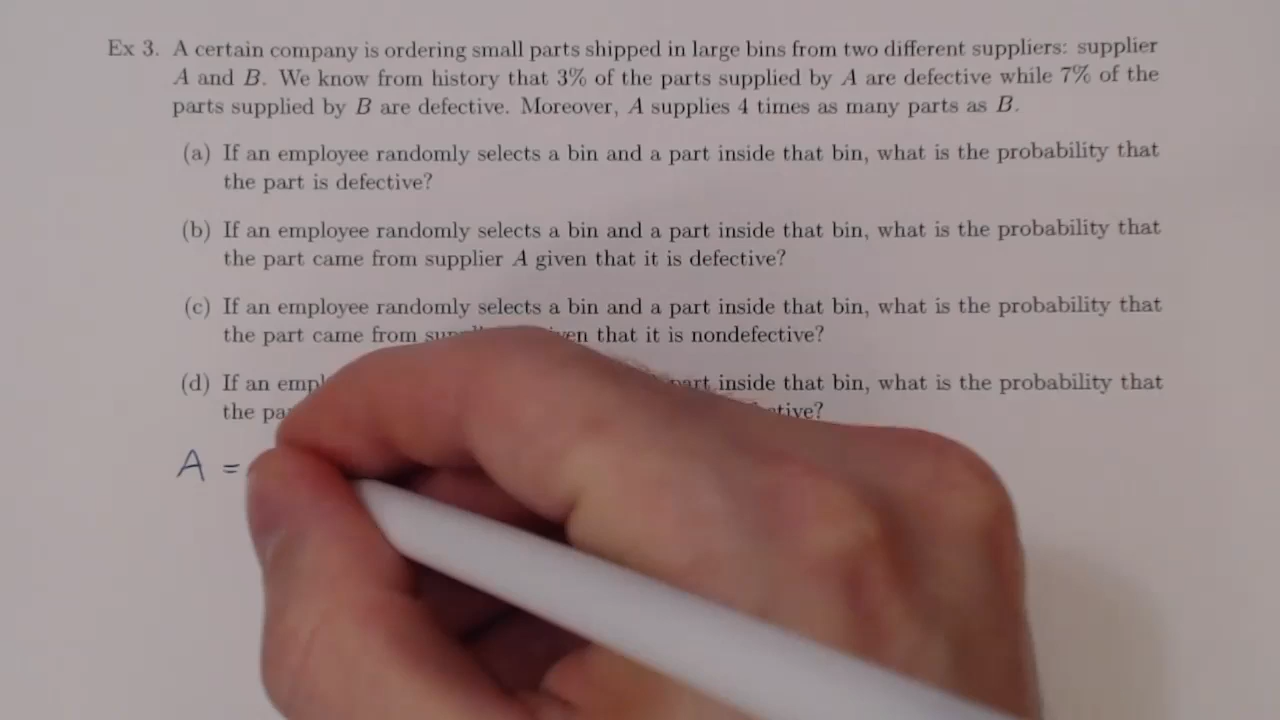 Ex 3. A certain company is ordering small parts shipped in large bins from two different suppliers: supplier
A and B. We know from history that 3% of the parts supplied by A are defective while 7% of the
parts supplied by B are defective. Moreover, A supplies 4 times as many parts as B.
(a) If an employee randomly selects a bin and a part inside that bin, what is the probability that
the part is defective?
(b) If an employee randomly selects a bin and a part inside that bin, what is the probability that
the part came from supplier A given that it is defective?
(c) If an employee randomly selects a bin and a part inside that bin, what is the probability that
the part came from that it is nondefective?
(d) If an part inside that bin, what is the probability that
the
A =